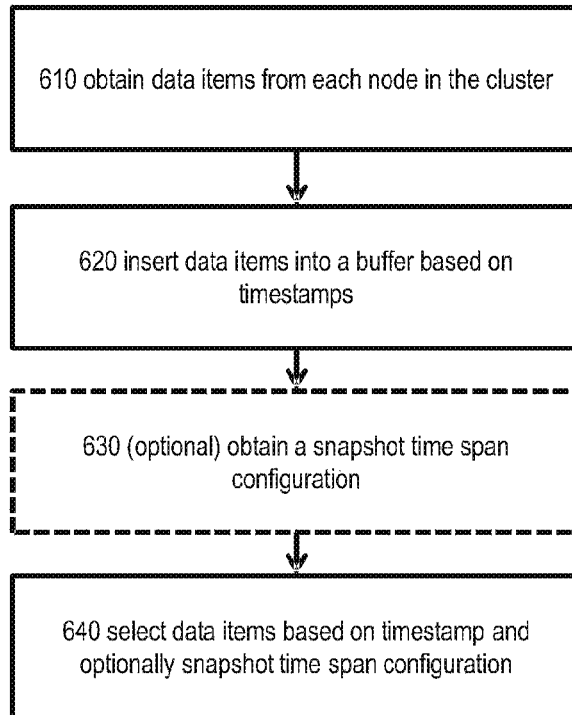 610 obtain data items from each node in the cluster
620 insert data items into a buffer based on
timestamps
630 (optional) obtain a snapshot time span
configuration
640 select data items based on timestamp and
optionally snapshot time span configuration